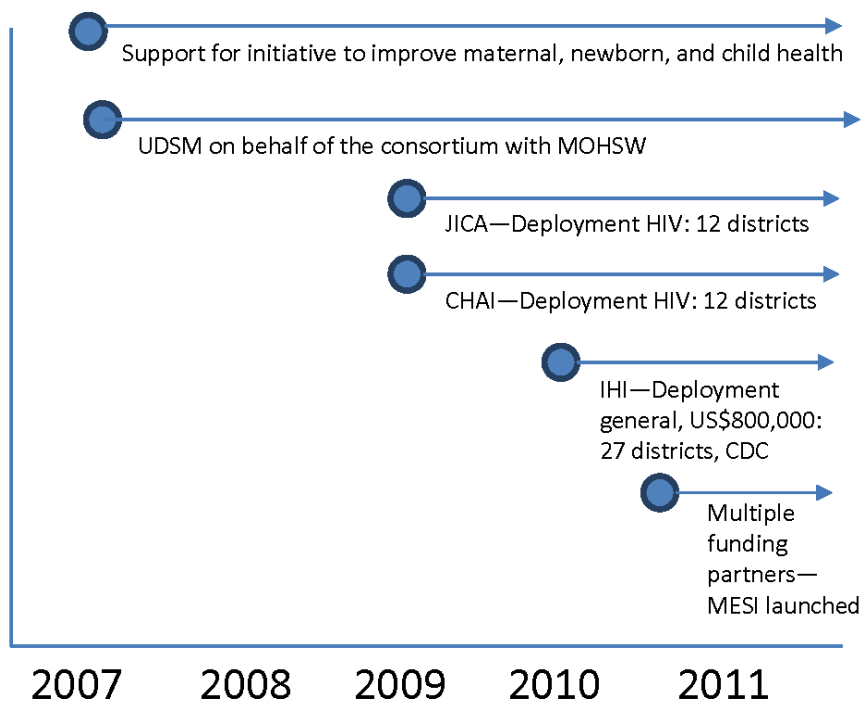 Support for initiative to improve maternal, newborn, and child health
UDSM on behalf of the consortium with MOHSW
JICA—Deployment HIV: 12 districts
CHAI—Deployment HIV: 12 districts
IHI—Deployment
general, US$800,000:
27 districts, CDC
Multiple
funding
partners—
MESI launched
2007 2008 2009 2010 2011